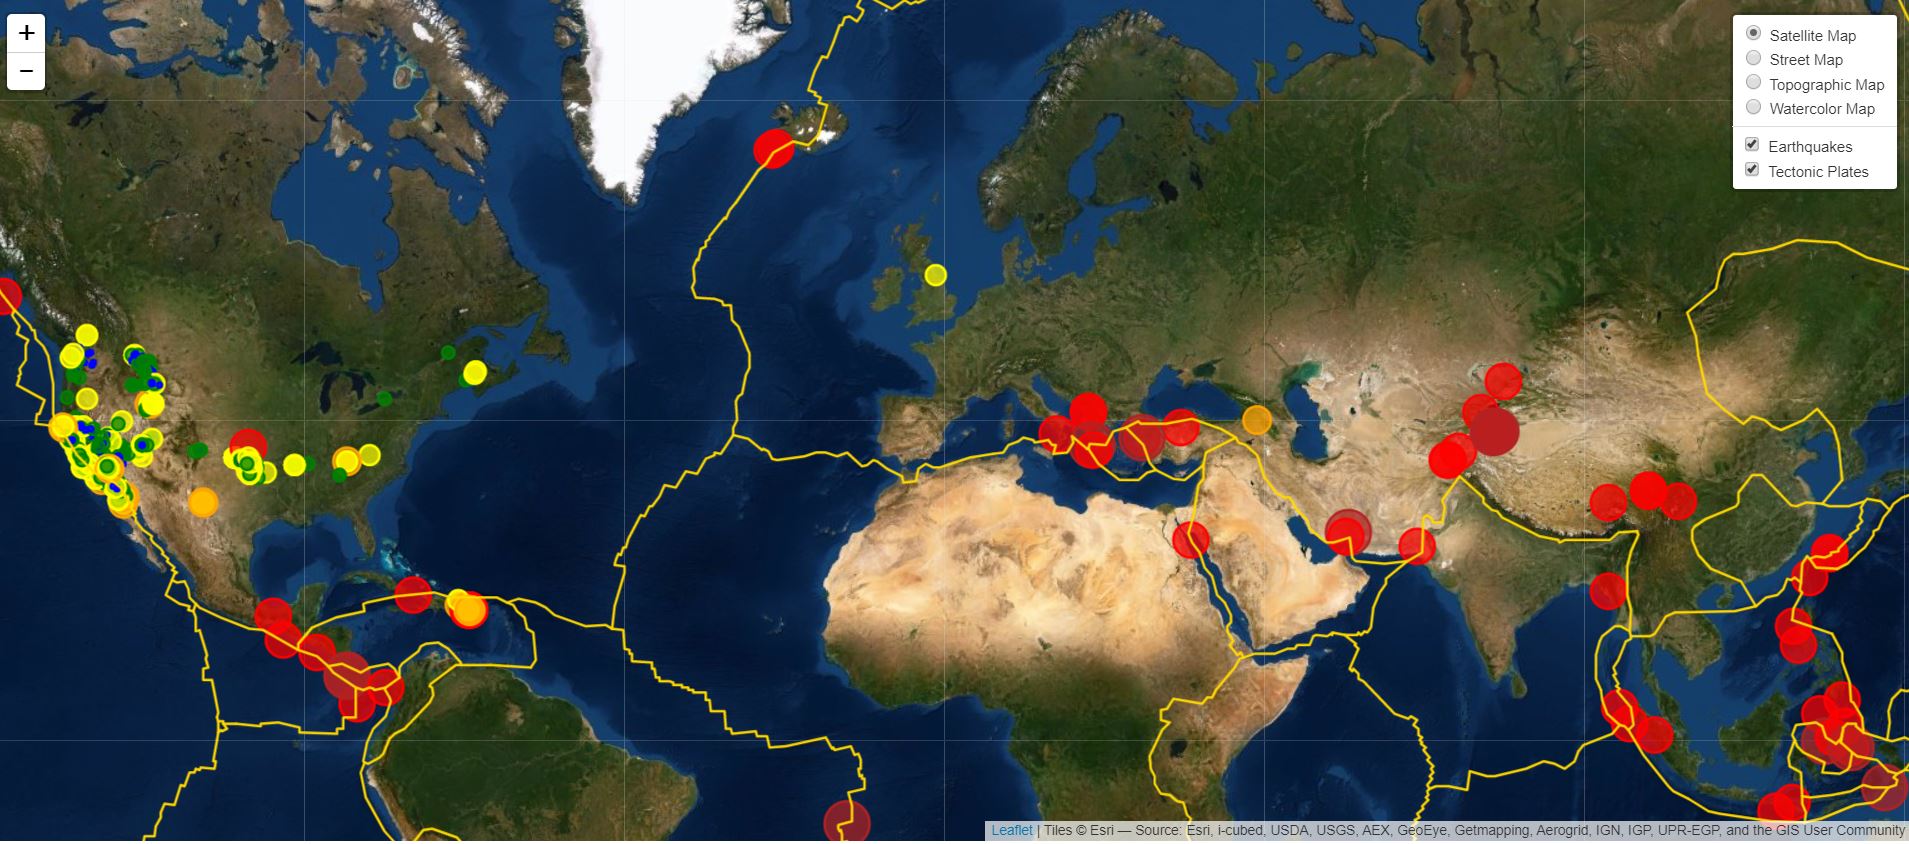 +
−
Satellite Map
Street Map
Topographic Map
Watercolor Map
Earthquakes
Tectonic Plates
Leaflet | Tiles © Esri — Source: Esri, i-cubed, USDA, USGS, AEX, GeoEye, Getmapping, Aerogrid, IGN, IGP, UPR-EGP, and the GIS User Community